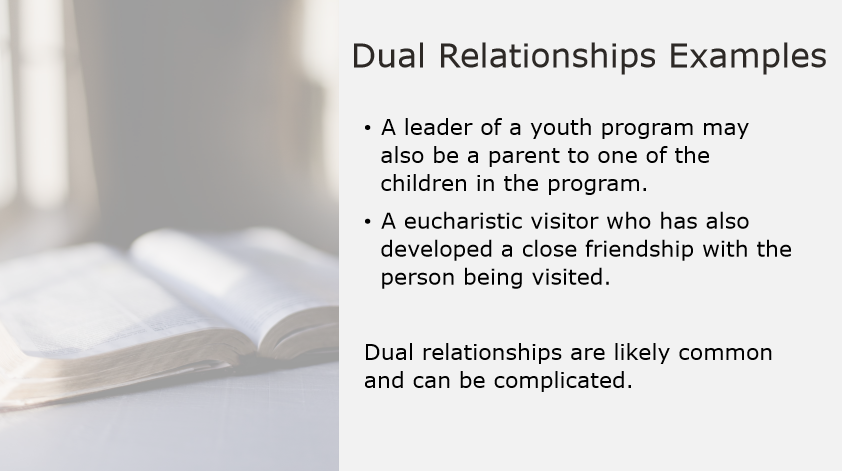 Dual Relationships Examples
• A leader of a youth program may
also be a parent to one of the
children in the program.
• A eucharistic visitor who has also
developed a close friendship with the
person being visited.
Dual relationships are likely common
and can be complicated.